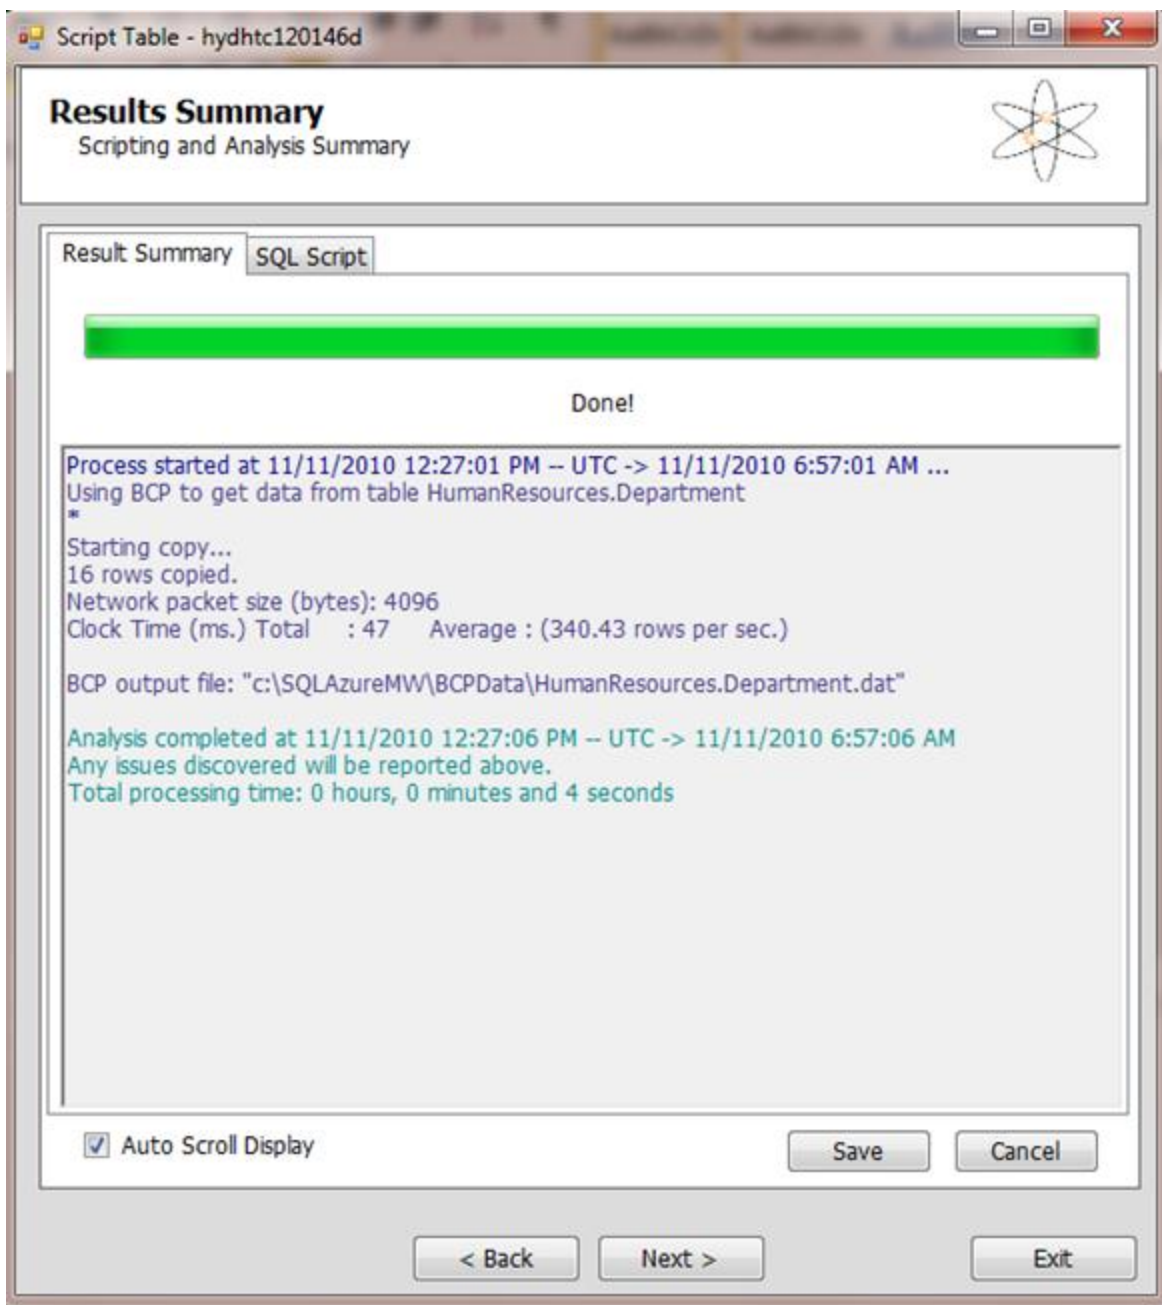 Script Table - hydhtc120146d
Results Summary
Scripting and Analysis Summary
Result Summary SQL Script
Done!
Process started at 11/11/2010 12:27:01 PM -- UTC -> 11/11/2010 6:57:01 AM ...
Using BCP to get data from table HumanResources.Department
*
Starting copy...
16 rows copied.
Network packet size (bytes): 4096
Clock Time (ms.) Total : 47 Average : (340.43 rows per sec.)
BCP output file: "c:\SQLAzureMW\BCPData\HumanResources.Department.dat"
Analysis completed at 11/11/2010 12:27:06 PM -- UTC -> 11/11/2010 6:57:06 AM
Any issues discovered will be reported above.
Total processing time: 0 hours, 0 minutes and 4 seconds
Auto Scroll Display Save Cancel
< Back Next > Exit